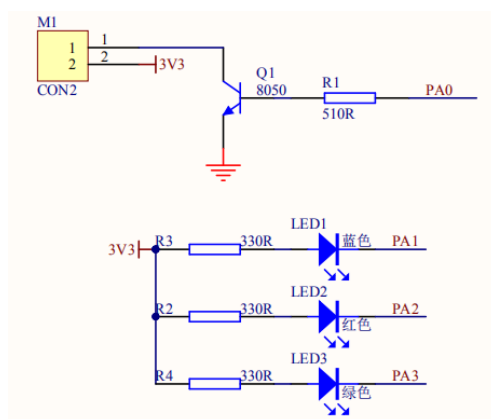 M1
1 1
2 2 3V3
CON2
Q1
8050
R1
510R
PA0
LED1
3V3 R3 330R 蓝色 PA1
LED2
R2 330R 红色 PA2
LED3
R4 330R 绿色 PA3